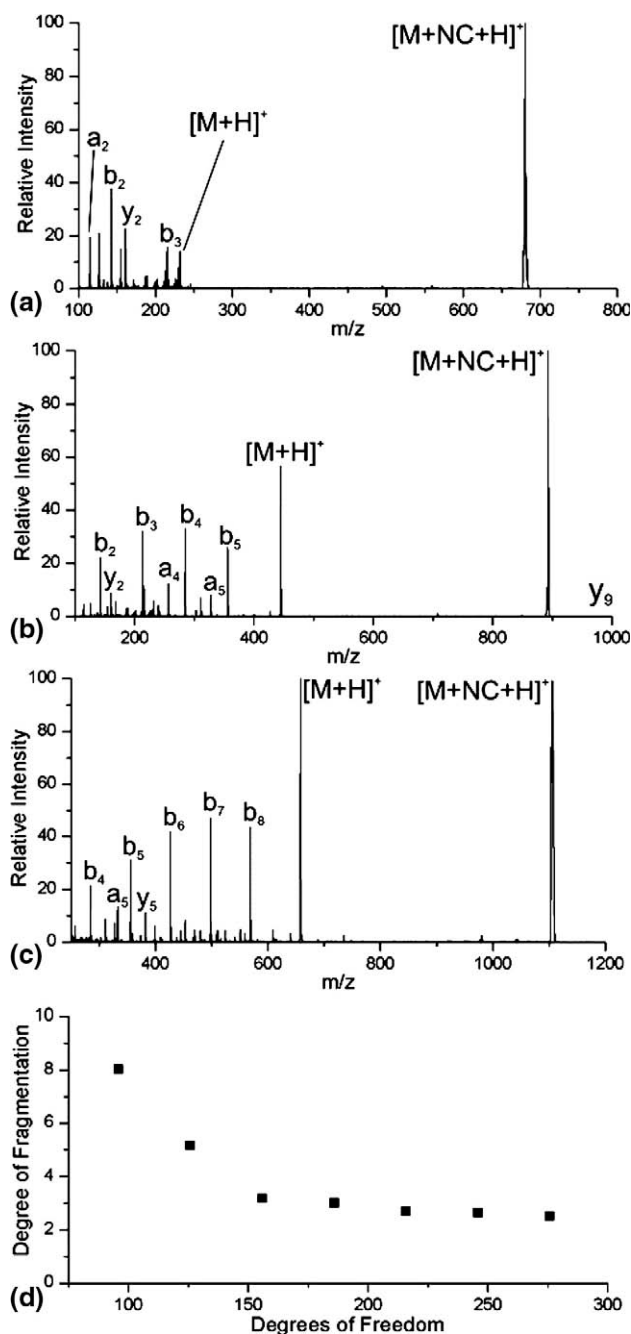 100
80
60
40
20
0
Relative Intensity
a₂
b₂
y₂
b₃
[M+H]⁺
[M+NC+H]⁺
100 200 300 400 500 600 700 800
m/z
(a)
100
80
60
40
20
0
Relative Intensity
b₂
y₂
b₃
b₄
a₄
b₅
a₅
[M+H]⁺
[M+NC+H]⁺
y₉
200 400 600 800 1000
m/z
(b)
100
80
60
40
20
0
Relative Intensity
b₄
a₅
b₅
y₅
b₆
b₇
b₈
[M+H]⁺
[M+NC+H]⁺
400 600 800 1000 1200
m/z
(c)
10
8
6
4
2
0
Degree of Fragmentation
100 150 200 250 300
Degrees of Freedom
(d)